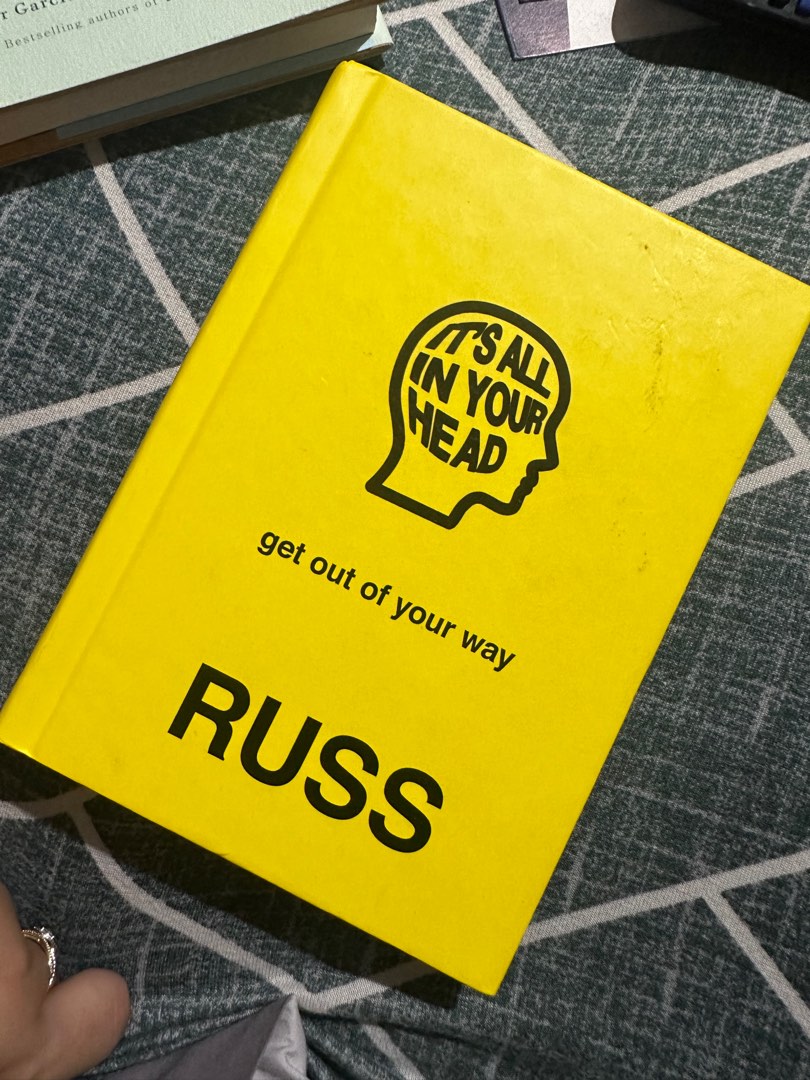 Bestselling authors of
IT'S ALL
IN YOUR
HEAD
get out of your way
RUSS